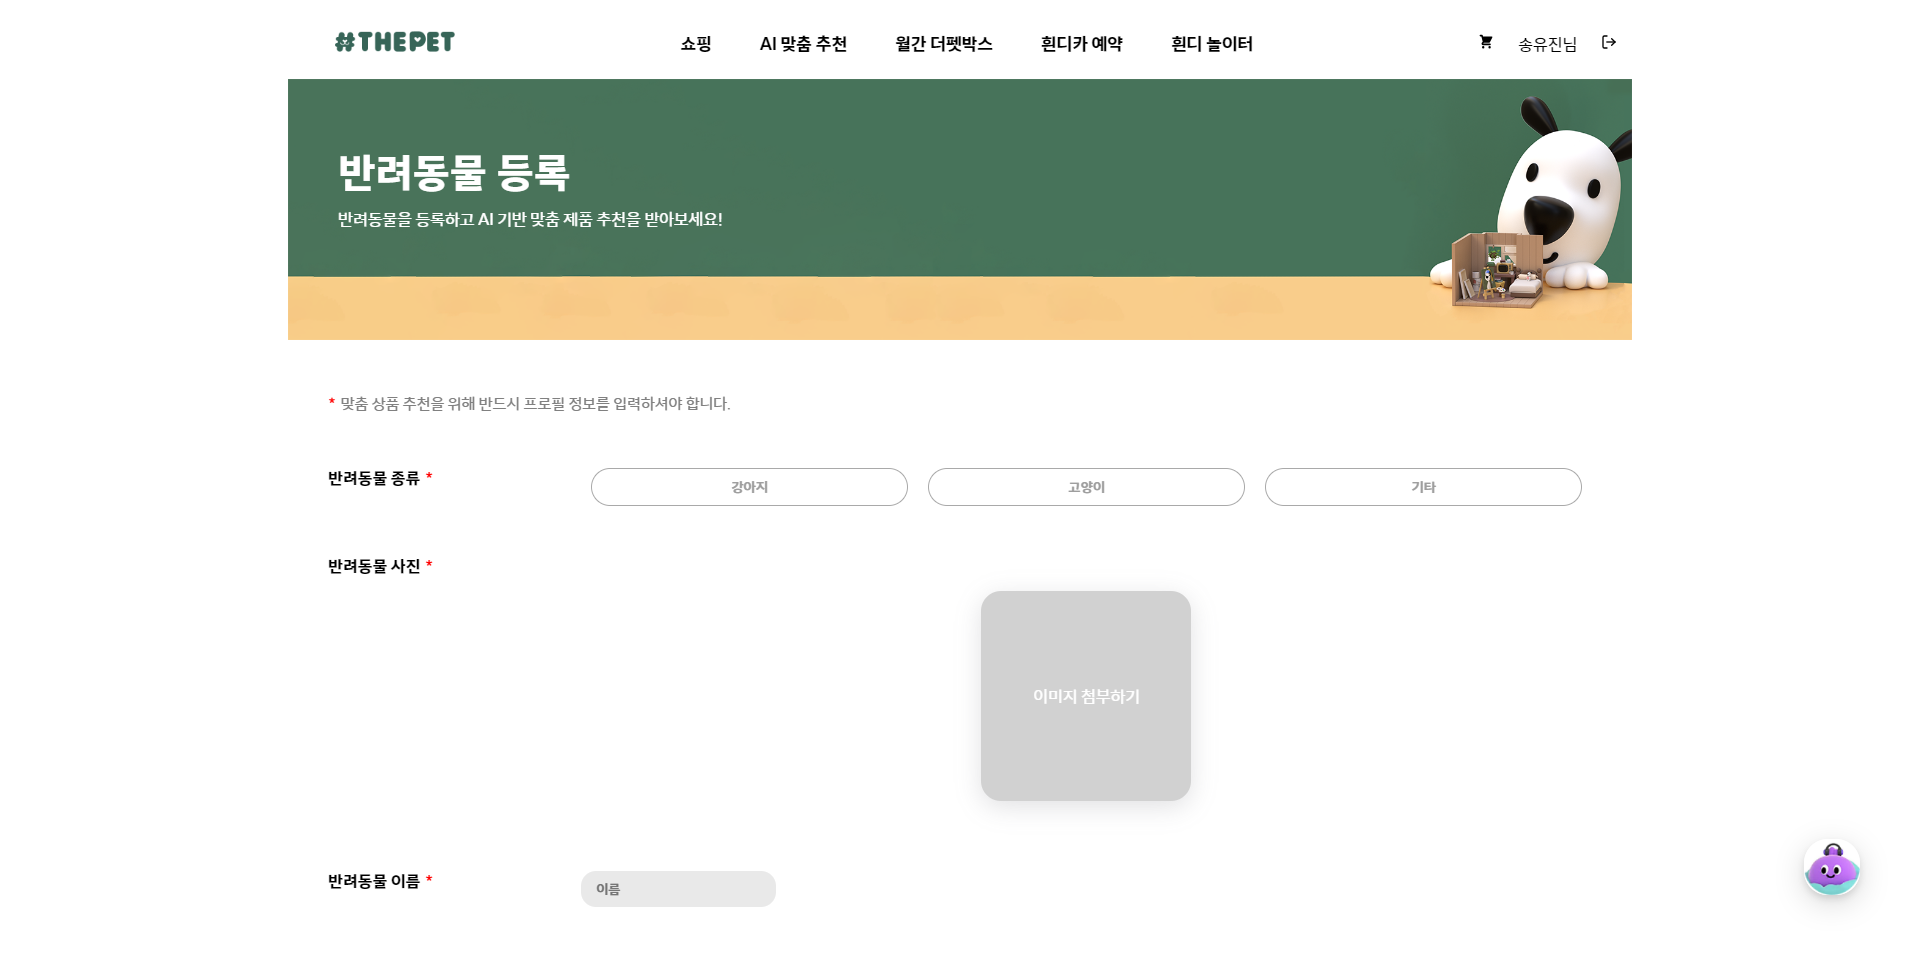 #THEPET
쇼핑
AI 맞춤 추천
월간 더펫박스
흰디카 예약
흰디 놀이터
송유진님
반려동물 등록
반려동물을 등록하고 AI 기반 맞춤 제품 추천을 받아보세요!
* 맞춤 상품 추천을 위해 반드시 프로필 정보를 입력하셔야 합니다.
반려동물 종류 *
강아지
고양이
기타
반려동물 사진 *
이미지 첨부하기
반려동물 이름 *
이름